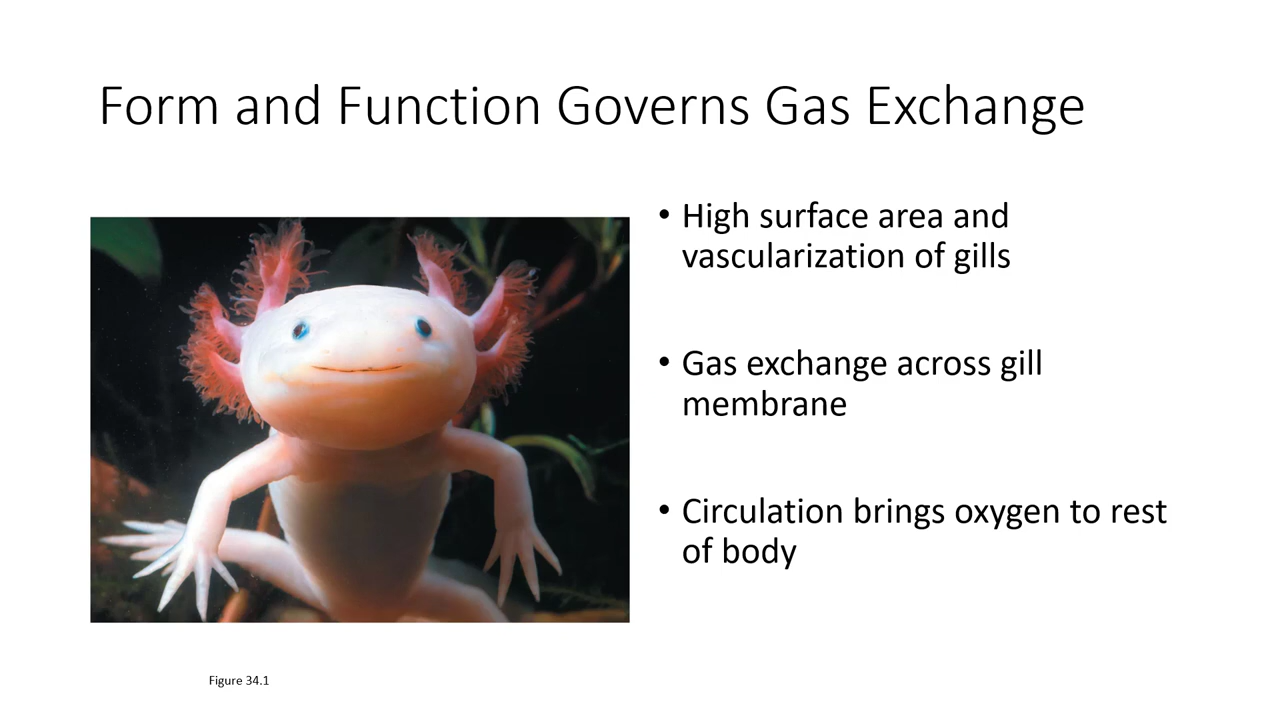 Form and Function Governs Gas Exchange
• High surface area and
vascularization of gills
• Gas exchange across gill
membrane
• Circulation brings oxygen to rest
of body
Figure 34.1